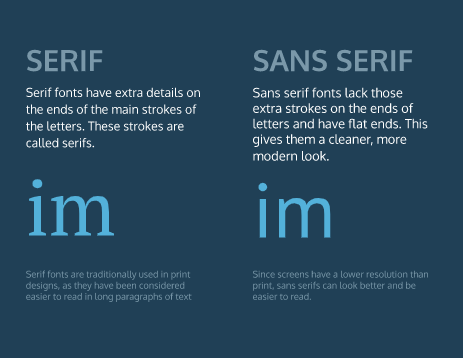 SERIF
Serif fonts have extra details on
the ends of the main strokes of
the letters. These strokes are
called serifs.
im
Serif fonts are traditionally used in print
designs, as they have been considered
easier to read in long paragraphs of text
SANS SERIF
Sans serif fonts lack those
extra strokes on the ends of
letters and have flat ends. This
gives them a cleaner, more
modern look.
im
Since screens have a lower resolution than
print, sans serifs can look better and be
easier to read.